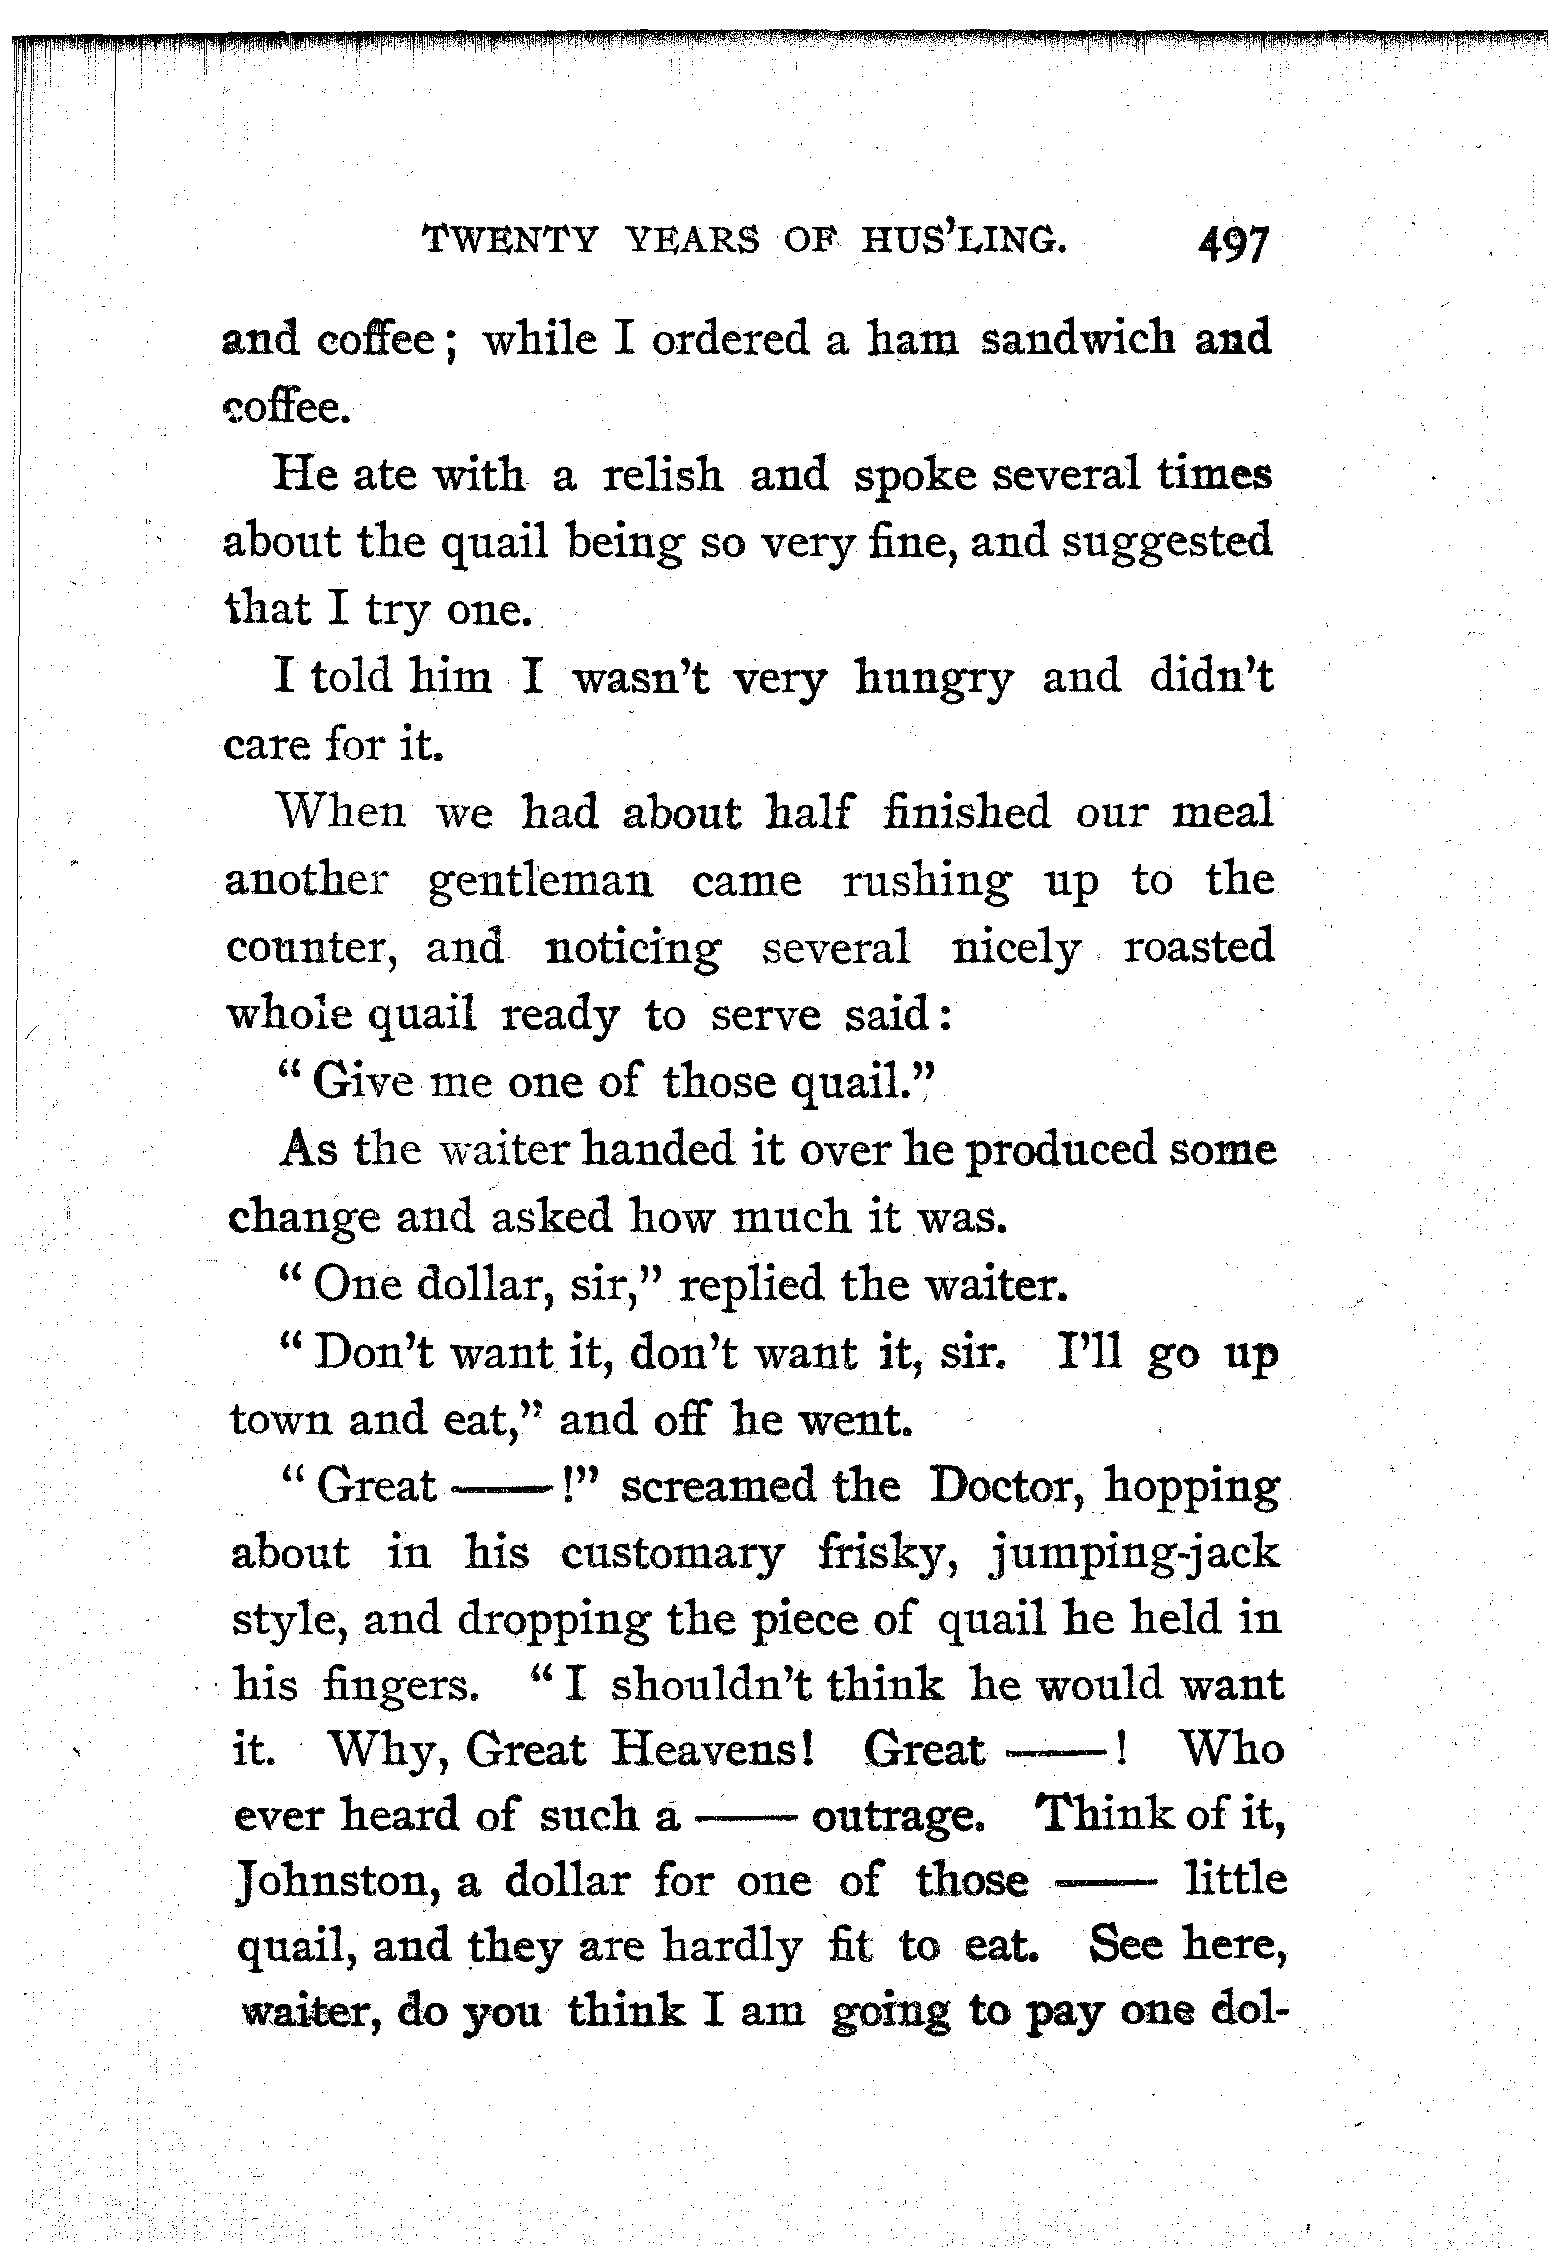 TWENTY YEARS OF HUS'LING. 497
and coffee; while I ordered a ham sandwich and
coffee.
He ate with a relish and spoke several times
about the quail being so very fine, and suggested
that I try one.
I told him I wasn't very hungry and didn't
care for it.
When we had about half finished our meal
another gentleman came rushing up to the
counter, and noticing several nicely roasted
whole quail ready to serve said:
"Give me one of those quail."
As the waiter handed it over he produced some
change and asked how much it was.
"One dollar, sir," replied the waiter.
"Don't want it, don't want it, sir. I'll go up
town and eat," and off he went.
"Great ——!" screamed the Doctor, hopping
about in his customary frisky, jumping-jack
style, and dropping the piece of quail he held in
his fingers. "I shouldn't think he would want
it. Why, Great Heavens! Great ——! Who
ever heard of such a —— outrage. Think of it,
Johnston, a dollar for one of those —— little
quail, and they are hardly fit to eat. See here,
waiter, do you think I am going to pay one dol-